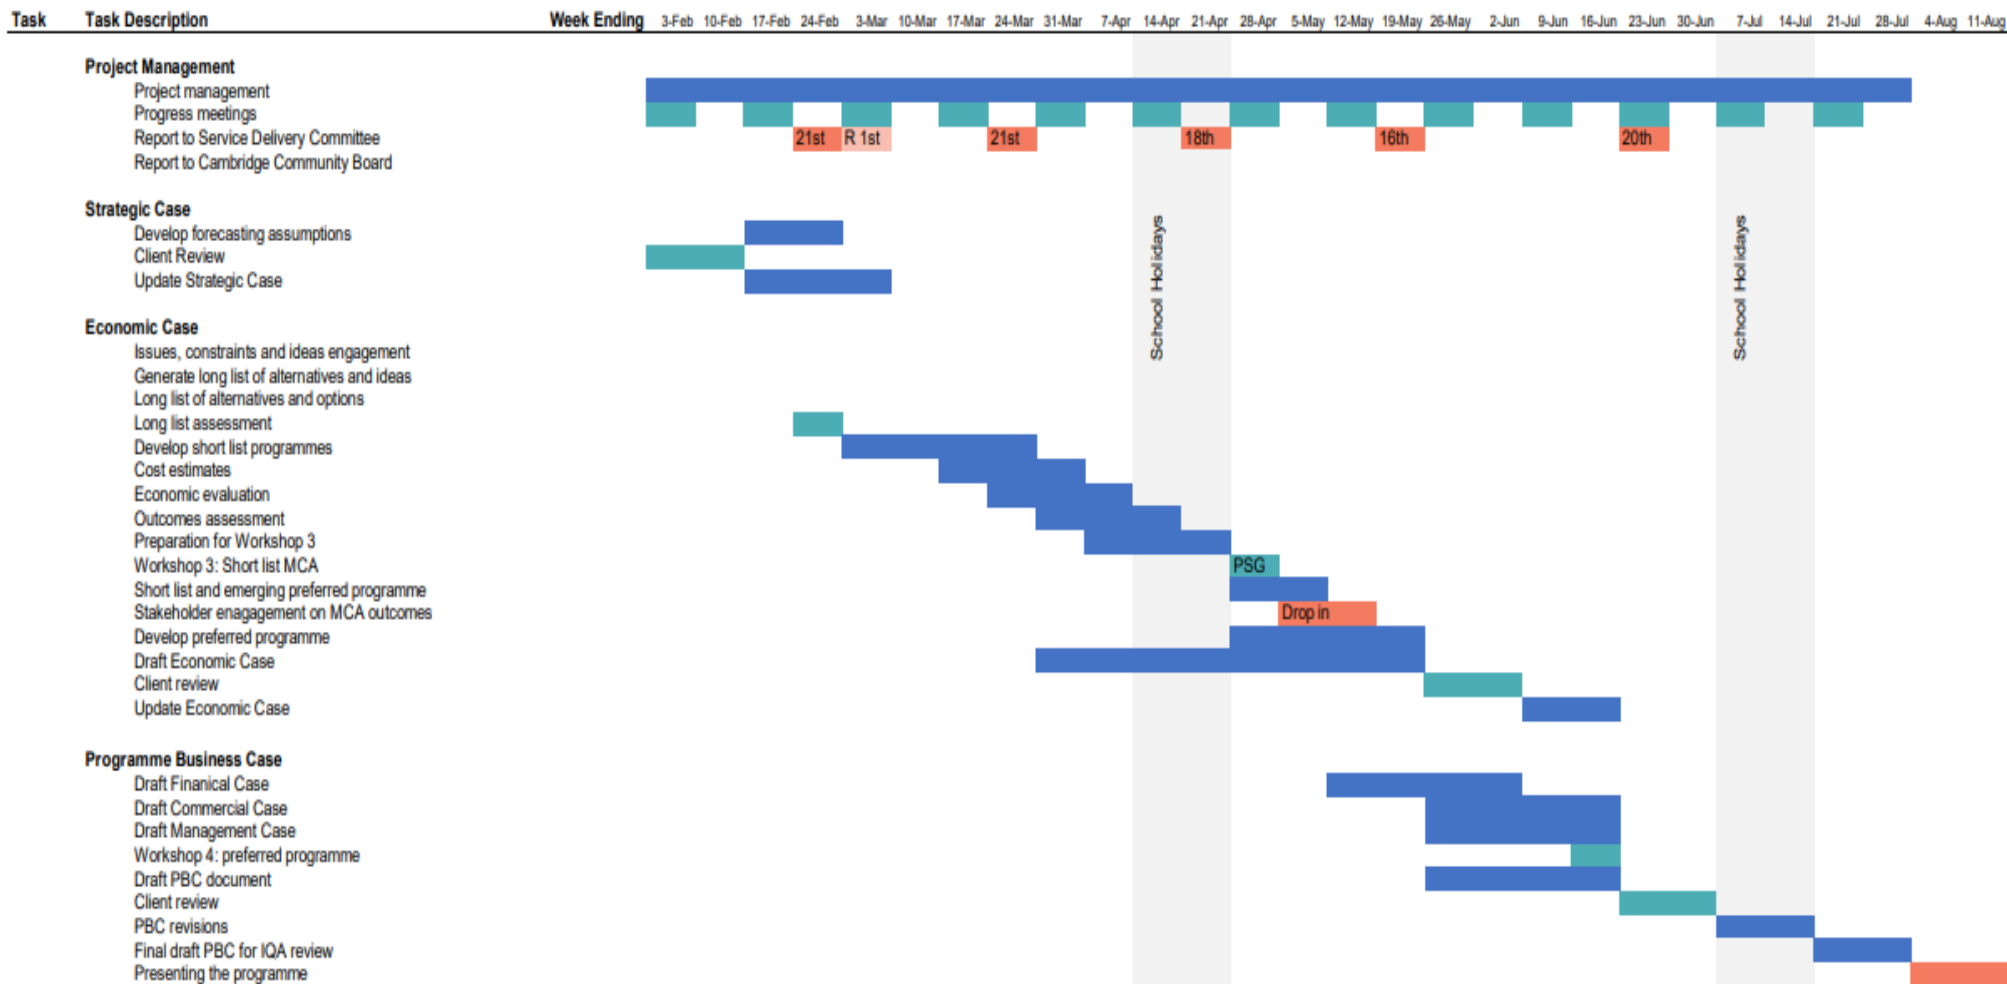 Task Task Description Week Ending 3-Feb 10-Feb 17-Feb 24-Feb 3-Mar 10-Mar 17-Mar 24-Mar 31-Mar 7-Apr 14-Apr 21-Apr 28-Apr 5-May 12-May 19-May 26-May 2-Jun 9-Jun 16-Jun 23-Jun 30-Jun 7-Jul 14-Jul 21-Jul 28-Jul 4-Aug 11-Aug
Project Management
Project management
Progress meetings
Report to Service Delivery Committee 21st R 1st 21st 18th 16th 20th
Report to Cambridge Community Board
Strategic Case
Develop forecasting assumptions
Client Review
Update Strategic Case
School Holidays
School Holidays
Economic Case
Issues, constraints and ideas engagement
Generate long list of alternatives and ideas
Long list of alternatives and options
Long list assessment
Develop short list programmes
Cost estimates
Economic evaluation
Outcomes assessment
Preparation for Workshop 3
Workshop 3: Short list MCA PSG
Short list and emerging preferred programme
Stakeholder enagagement on MCA outcomes Drop in
Develop preferred programme
Draft Economic Case
Client review
Update Economic Case
Programme Business Case
Draft Finanical Case
Draft Commercial Case
Draft Management Case
Workshop 4: preferred programme
Draft PBC document
Client review
PBC revisions
Final draft PBC for IQA review
Presenting the programme